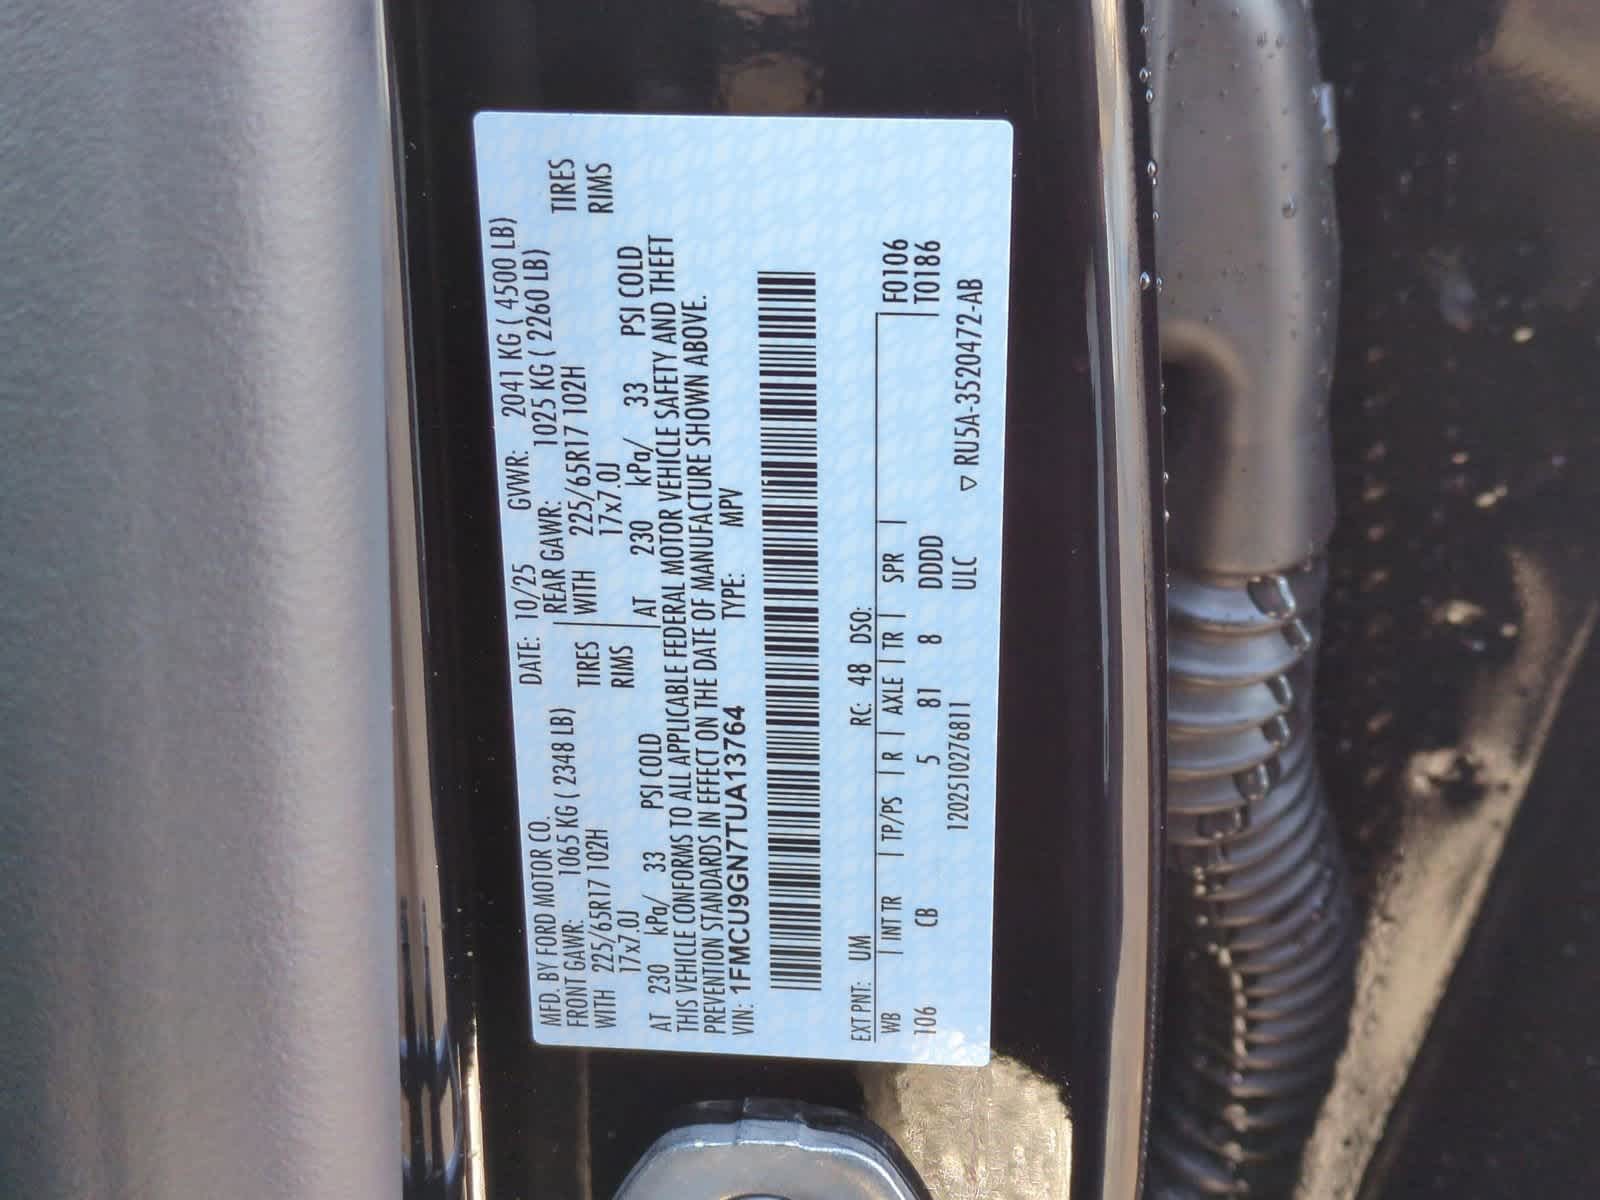 MFD. BY FORD MOTOR CO. DATE: 10/25 GVWR: 2041 KG ( 4500 LB)
FRONT GAWR: 1065 KG ( 2348 LB) REAR GAWR: 1025 KG ( 2260 LB)
WITH 225/65R17 102H TIRES WITH 225/65R17 102H TIRES
17x7.0J RIMS 17x7.0J RIMS
AT 230 kPa/ 33 PSI COLD AT 230 kPa/ 33 PSI COLD
THIS VEHICLE CONFORMS TO ALL APPLICABLE FEDERAL MOTOR VEHICLE SAFETY AND THEFT
PREVENTION STANDARDS IN EFFECT ON THE DATE OF MANUFACTURE SHOWN ABOVE.
VIN: 1FMCU9GN7TUA13764 TYPE: MPV
EXT PNT: UM RC: 48 DSO:
WB | INT TR | TP/PS | R | AXLE | TR | SPR | F0106
106 CB 5 81 8 DDDD T0186
1202510276811 ULC ▽ RU5A-3520472-AB